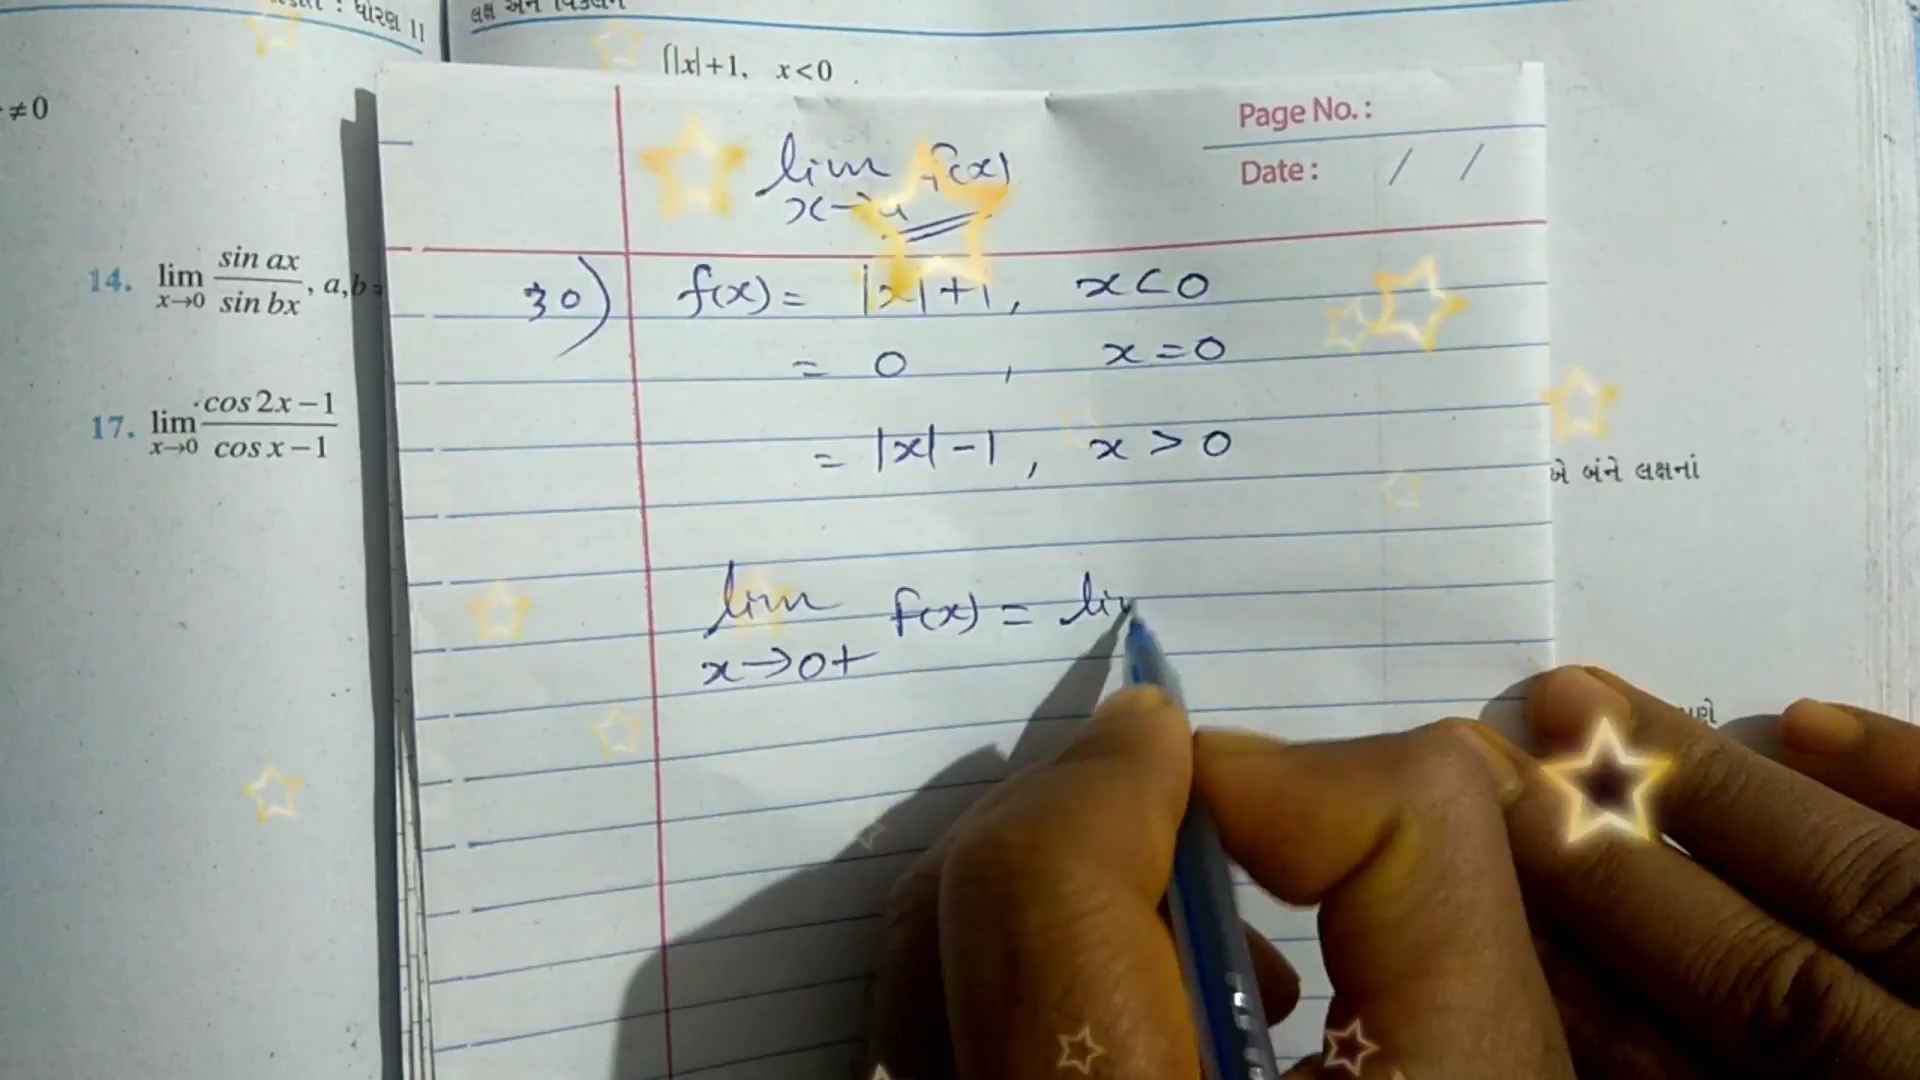 : ધોરણ 11
લક્ષ અને વિકલન
|x|+1, x<0
≠0
Page No. :
Date : / /
lim f(x)
x→a
14. lim sin ax / sin bx, a,b
x→0
30) f(x) = |x|+1, x<0
= 0 , x=0
17. lim cos 2x – 1 / cos x – 1
x→0
= |x|-1, x>0
એ બંને લક્ષનાં
lim f(x) = lim
x→0+